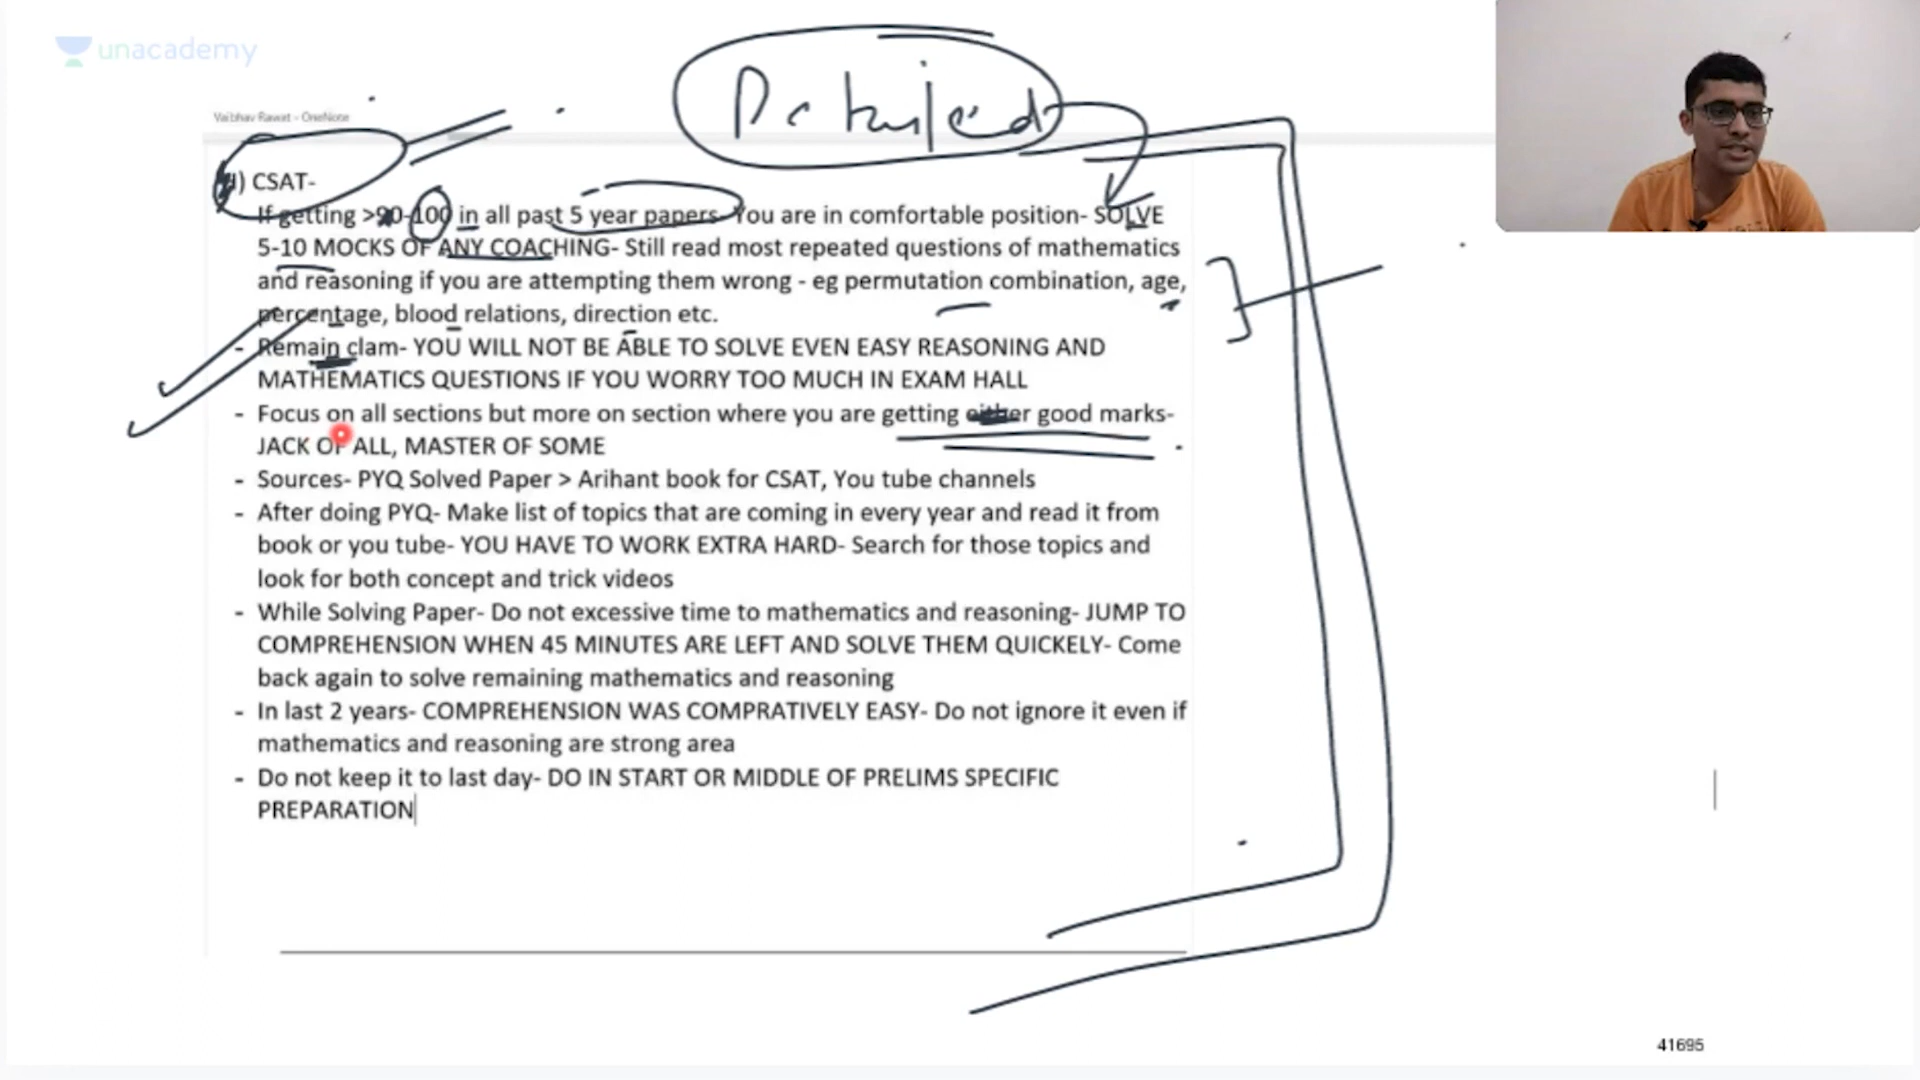 unacademy
Detailed
Vaibhav Rawat - OneNote
CSAT-
If getting >90-100 in all past 5 year papers- You are in comfortable position- SOLVE
5-10 MOCKS OF ANY COACHING- Still read most repeated questions of mathematics
and reasoning if you are attempting them wrong - eg permutation combination, age,
percentage, blood relations, direction etc.
- Remain clam- YOU WILL NOT BE ABLE TO SOLVE EVEN EASY REASONING AND
MATHEMATICS QUESTIONS IF YOU WORRY TOO MUCH IN EXAM HALL
- Focus on all sections but more on section where you are getting either good marks-
JACK OF ALL, MASTER OF SOME
- Sources- PYQ Solved Paper > Arihant book for CSAT, You tube channels
- After doing PYQ- Make list of topics that are coming in every year and read it from
book or you tube- YOU HAVE TO WORK EXTRA HARD- Search for those topics and
look for both concept and trick videos
- While Solving Paper- Do not excessive time to mathematics and reasoning- JUMP TO
COMPREHENSION WHEN 45 MINUTES ARE LEFT AND SOLVE THEM QUICKELY- Come
back again to solve remaining mathematics and reasoning
- In last 2 years- COMPREHENSION WAS COMPRATIVELY EASY- Do not ignore it even if
mathematics and reasoning are strong area
- Do not keep it to last day- DO IN START OR MIDDLE OF PRELIMS SPECIFIC
PREPARATION
41695